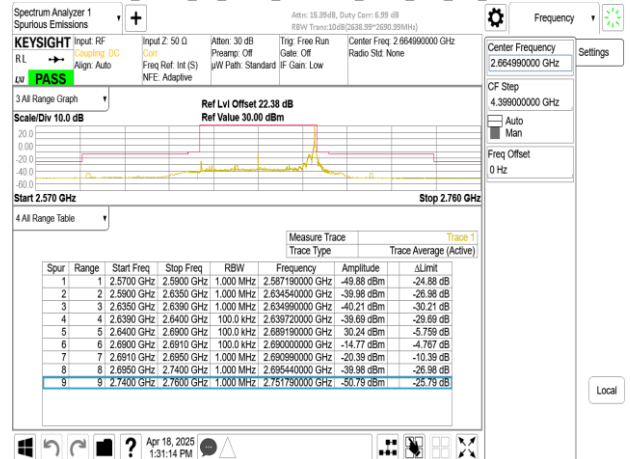 Spectrum Analyzer 1
Spurious Emissions
Attn: 15.39dB, Duty Corr: 6.99 dB
RBW Trans:10dB(2638.99~2690.99MHz)
Frequency
KEYSIGHT
RL
PASS
Input: RF
Coupling: DC
Align: Auto
Input Z: 50 Ω
Corr
Freq Ref: Int (S)
NFE: Adaptive
Atten: 30 dB
Preamp: Off
µW Path: Standard
Trig: Free Run
Gate: Off
IF Gain: Low
Center Freq: 2.664990000 GHz
Radio Std: None
Center Frequency
2.664990000 GHz
Settings
CF Step
4.399000000 GHz
Auto
Man
Freq Offset
0 Hz
3 All Range Graph
Scale/Div 10.0 dB
Ref Lvl Offset 22.38 dB
Ref Value 30.00 dBm
20.0
0.00
-20.0
-40.0
-60.0
Start 2.570 GHz
Stop 2.760 GHz
4 All Range Table
Measure Trace Trace 1
Trace Type Trace Average (Active)
Spur Range Start Freq Stop Freq RBW Frequency Amplitude ΔLimit
1 1 2.5700 GHz 2.5900 GHz 1.000 MHz 2.587190000 GHz -49.88 dBm -24.88 dB
2 2 2.5900 GHz 2.6350 GHz 1.000 MHz 2.634540000 GHz -39.98 dBm -26.98 dB
3 3 2.6350 GHz 2.6390 GHz 1.000 MHz 2.634990000 GHz -40.21 dBm -30.21 dB
4 4 2.6390 GHz 2.6400 GHz 100.0 kHz 2.639720000 GHz -39.69 dBm -29.69 dB
5 5 2.6400 GHz 2.6900 GHz 100.0 kHz 2.689190000 GHz 30.24 dBm -5.759 dB
6 6 2.6900 GHz 2.6910 GHz 100.0 kHz 2.690000000 GHz -14.77 dBm -4.767 dB
7 7 2.6910 GHz 2.6950 GHz 1.000 MHz 2.690990000 GHz -20.39 dBm -10.39 dB
8 8 2.6950 GHz 2.7400 GHz 1.000 MHz 2.695440000 GHz -39.98 dBm -26.98 dB
9 9 2.7400 GHz 2.7600 GHz 1.000 MHz 2.751790000 GHz -50.79 dBm -25.79 dB
Local
Apr 18, 2025
1:31:14 PM